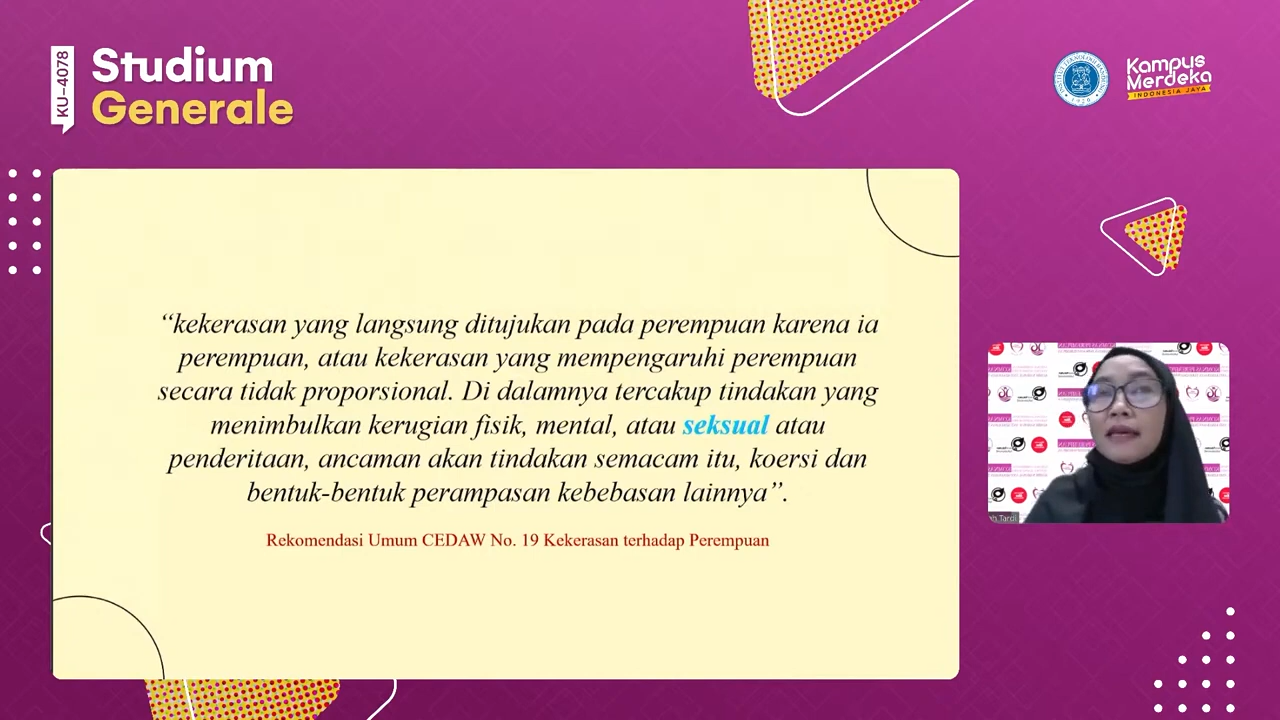 KU-4078
Studium
Generale
Kampus
Merdeka
INDONESIA JAYA
“kekerasan yang langsung ditujukan pada perempuan karena ia
perempuan, atau kekerasan yang mempengaruhi perempuan
secara tidak proporsional. Di dalamnya tercakup tindakan yang
menimbulkan kerugian fisik, mental, atau seksual atau
penderitaan, ancaman akan tindakan semacam itu, koersi dan
bentuk-bentuk perampasan kebebasan lainnya”.
Rekomendasi Umum CEDAW No. 19 Kekerasan terhadap Perempuan
1920
Tardi